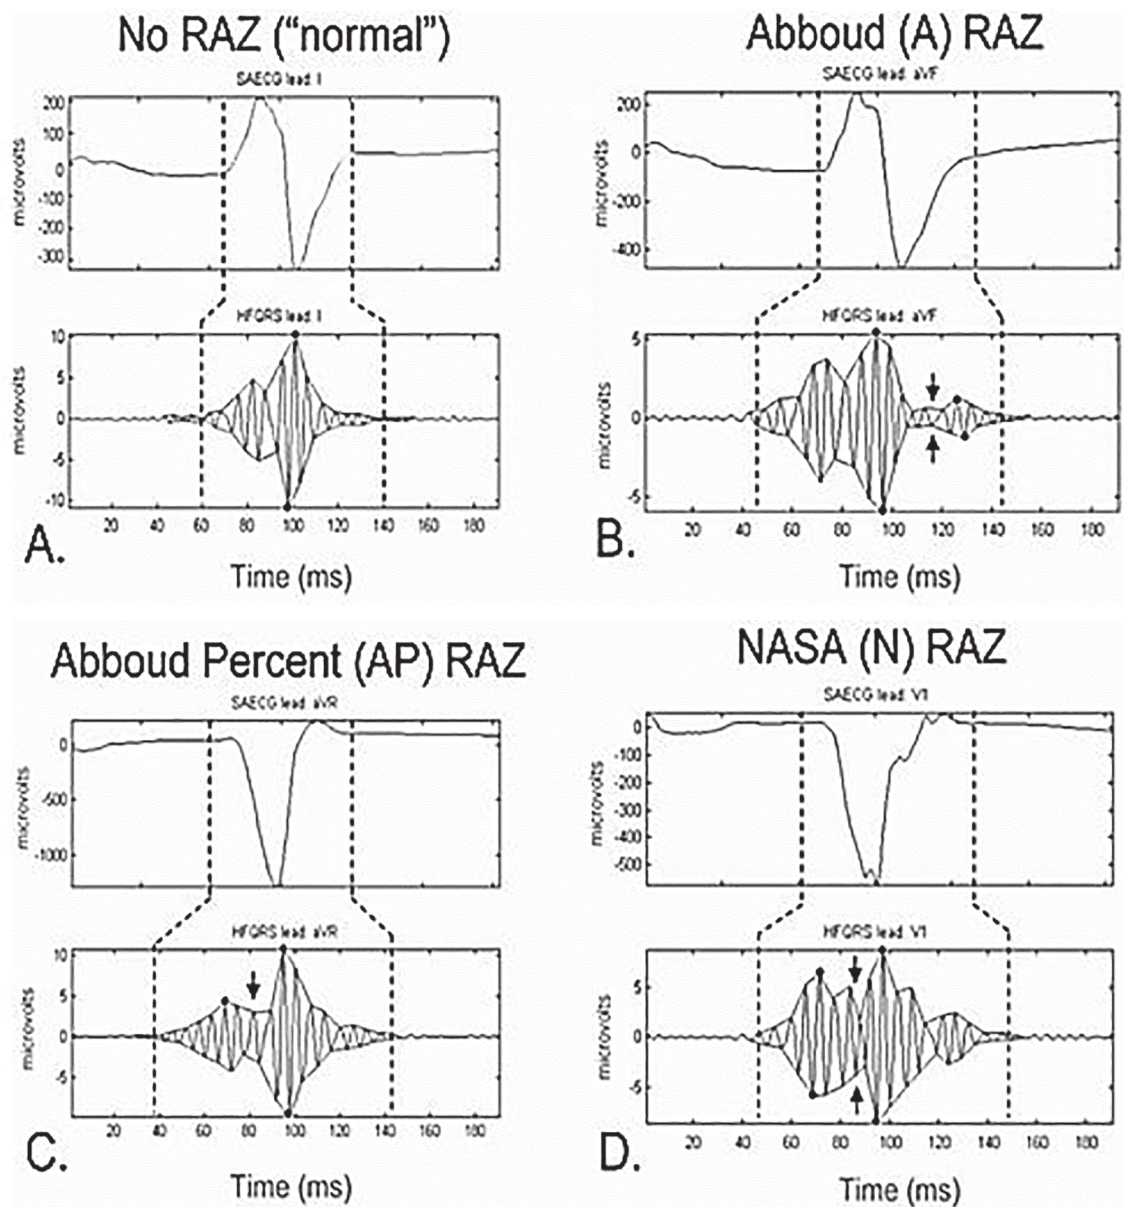 No RAZ (“normal”)
SAECG lead: I
200
100
0
-100
-200
-300
microvolts
HFQRS lead: I
10
5
0
-5
-10
microvolts
20 40 60 80 100 120 140 160 180
A.
Time (ms)
Abboud (A) RAZ
SAECG lead: aVF
200
0
-200
-400
microvolts
HFQRS lead: aVF
5
0
-5
microvolts
20 40 60 80 100 120 140 160 180
B.
Time (ms)
Abboud Percent (AP) RAZ
SAECG lead: aVR
0
-500
-1000
microvolts
HFQRS lead: aVR
10
5
0
-5
microvolts
20 40 60 80 100 120 140 160 180
C.
Time (ms)
NASA (N) RAZ
SAECG lead: V1
0
-100
-200
-300
-400
-500
microvolts
HFQRS lead: V1
5
0
-5
microvolts
20 40 60 80 100 120 140 160 180
D.
Time (ms)